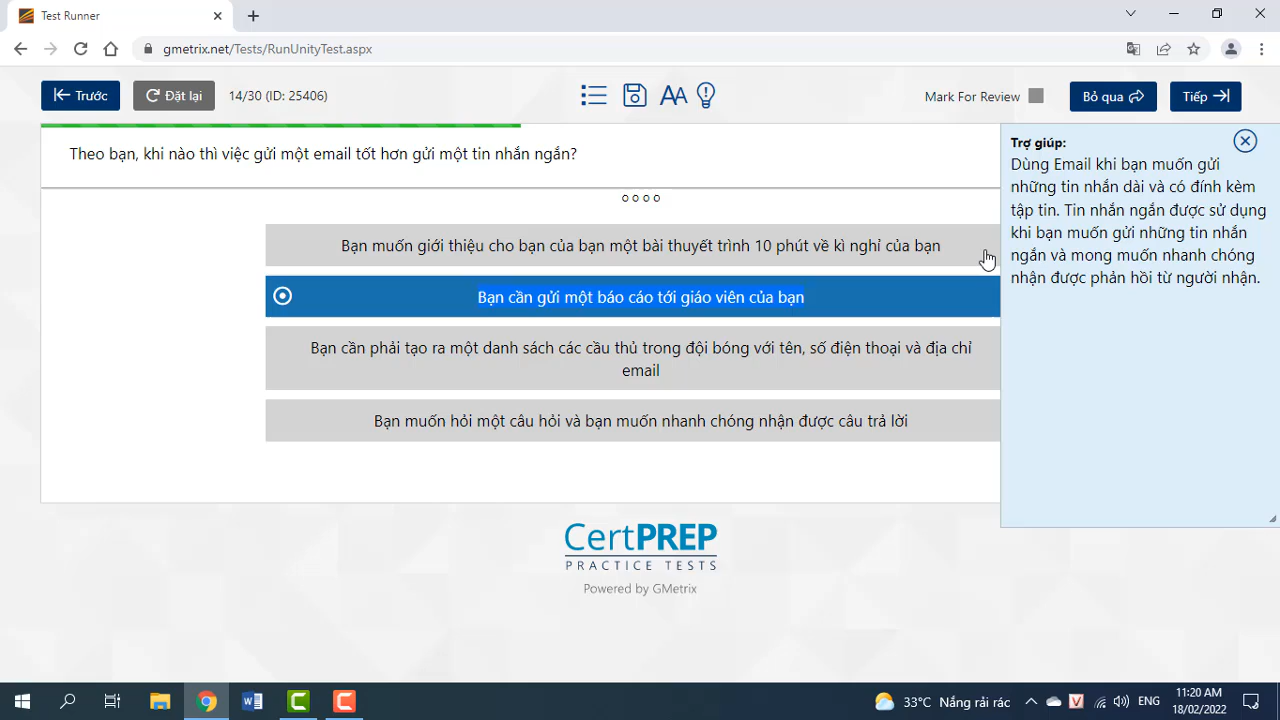 Test Runner
gmetrix.net/Tests/RunUnityTest.aspx
Trước
Đặt lại
14/30 (ID: 25406)
AA
Mark For Review
Bỏ qua
Tiếp
Theo bạn, khi nào thì việc gửi một email tốt hơn gửi một tin nhắn ngắn?
Bạn muốn giới thiệu cho bạn của bạn một bài thuyết trình 10 phút về kì nghỉ của bạn
Bạn cần gửi một báo cáo tới giáo viên của bạn
Bạn cần phải tạo ra một danh sách các cầu thủ trong đội bóng với tên, số điện thoại và địa chỉ
email
Bạn muốn hỏi một câu hỏi và bạn muốn nhanh chóng nhận được câu trả lời
Trợ giúp:
Dùng Email khi bạn muốn gửi
những tin nhắn dài và có đính kèm
tập tin. Tin nhắn ngắn được sử dụng
khi bạn muốn gửi những tin nhắn
ngắn và mong muốn nhanh chóng
nhận được phản hồi từ người nhận.
CertPREP
PRACTICE TESTS
Powered by GMetrix
33°C Nắng rải rác
ENG
11:20 AM
18/02/2022